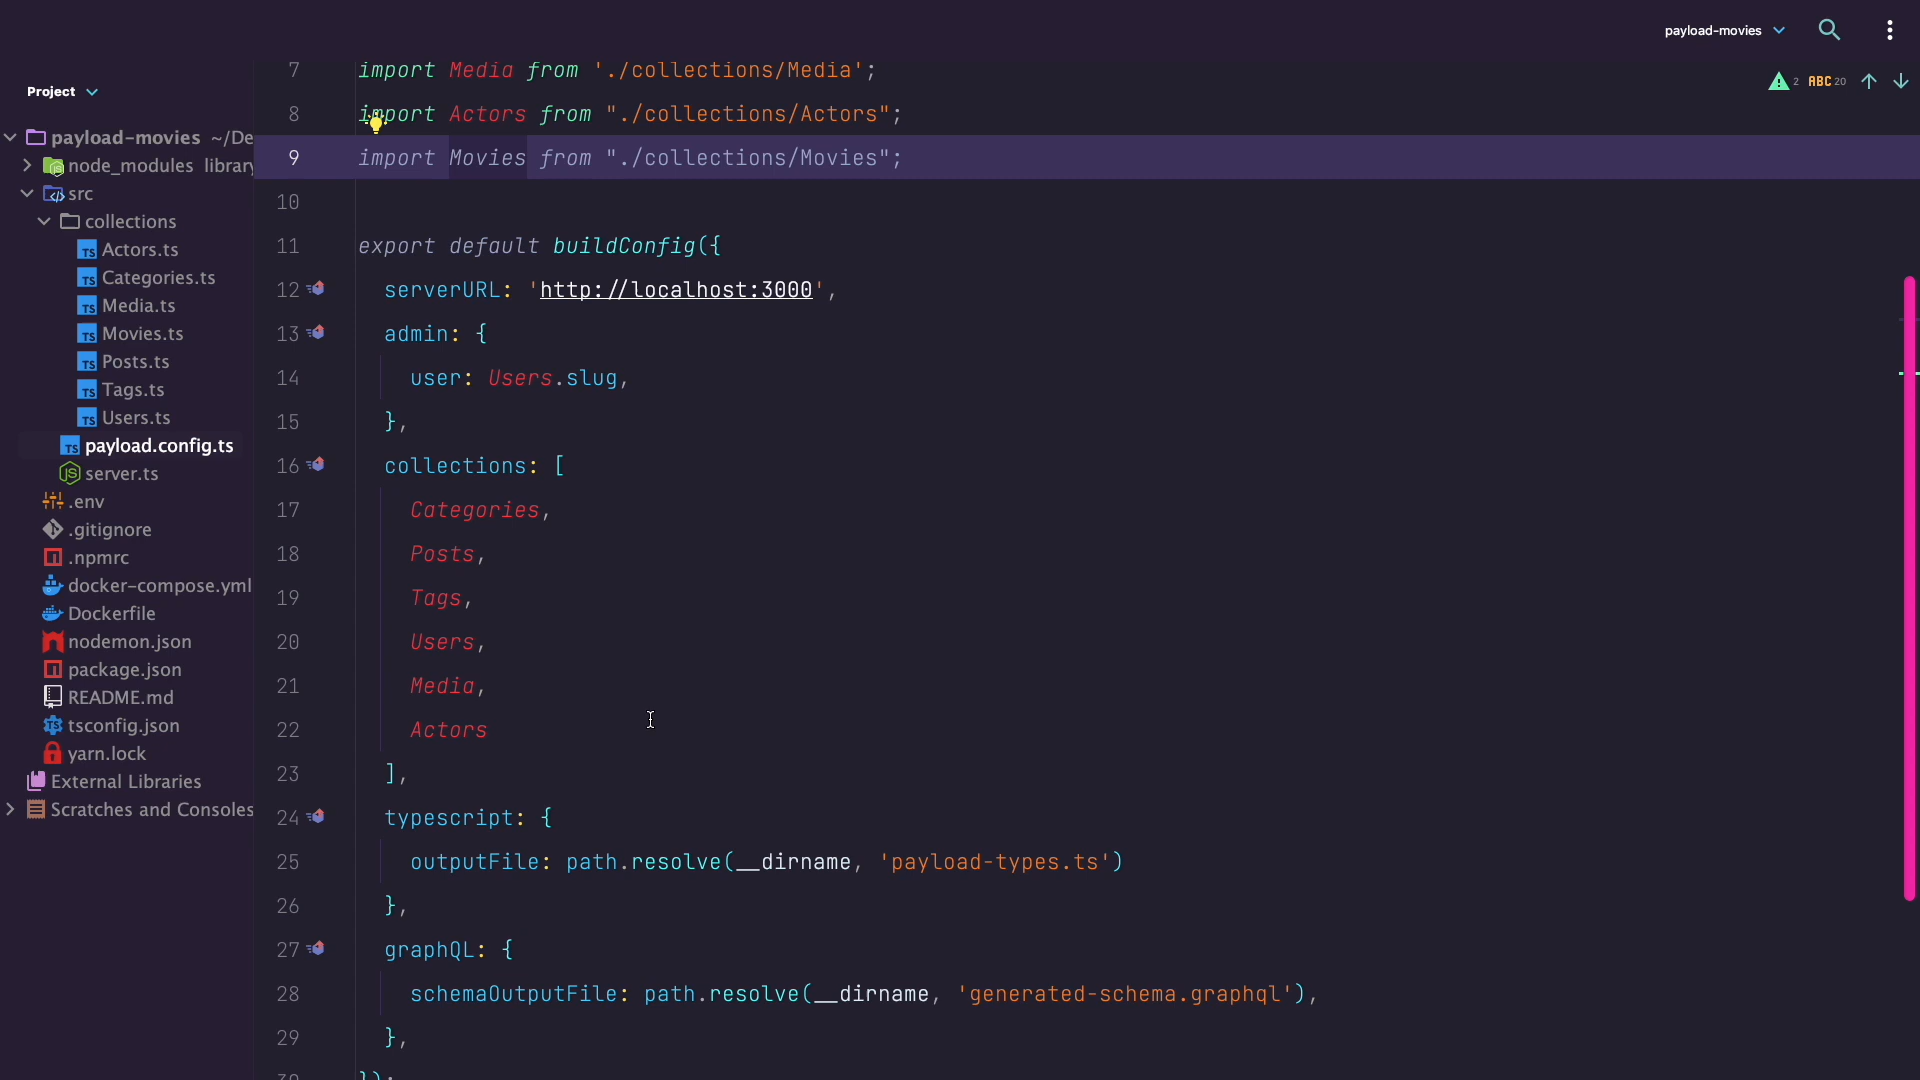 payload-movies
Project
payload-movies ~/De
node_modules library
src
collections
Actors.ts
Categories.ts
Media.ts
Movies.ts
Posts.ts
Tags.ts
Users.ts
payload.config.ts
server.ts
.env
.gitignore
.npmrc
docker-compose.yml
Dockerfile
nodemon.json
package.json
README.md
tsconfig.json
yarn.lock
External Libraries
Scratches and Consoles
2 ABC 20
7 import Media from './collections/Media';
8 import Actors from "./collections/Actors";
9 import Movies from "./collections/Movies";
10
11 export default buildConfig({
12 serverURL: 'http://localhost:3000',
13 admin: {
14 user: Users.slug,
15 },
16 collections: [
17 Categories,
18 Posts,
19 Tags,
20 Users,
21 Media,
22 Actors
23 ],
24 typescript: {
25 outputFile: path.resolve(__dirname, 'payload-types.ts')
26 },
27 graphQL: {
28 schemaOutputFile: path.resolve(__dirname, 'generated-schema.graphql'),
29 },
30 });